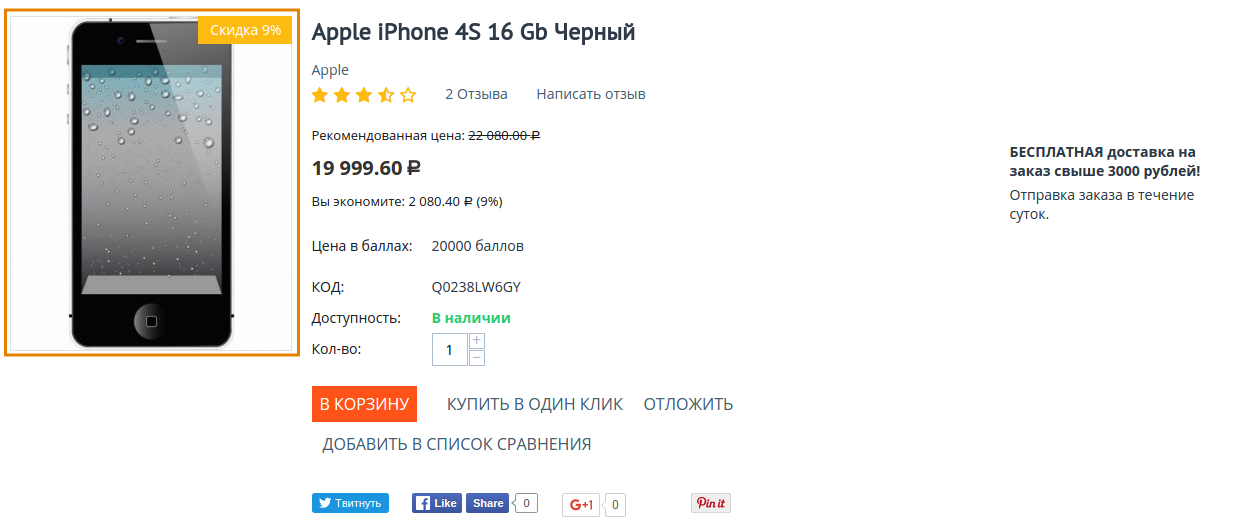 Скидка 9%
Apple iPhone 4S 16 Gb Черный
Apple
2 Отзыва Написать отзыв
Рекомендованная цена: 22 080.00 ₽
19 999.60 ₽
Вы экономите: 2 080.40 ₽ (9%)
Цена в баллах: 20000 баллов
КОД: Q0238LW6GY
Доступность: В наличии
Кол-во: 1 + −
В КОРЗИНУ КУПИТЬ В ОДИН КЛИК ОТЛОЖИТЬ
ДОБАВИТЬ В СПИСОК СРАВНЕНИЯ
Твитнуть Like Share 0 G+1 0 Pin it
БЕСПЛАТНАЯ доставка на
заказ свыше 3000 рублей!
Отправка заказа в течение
суток.